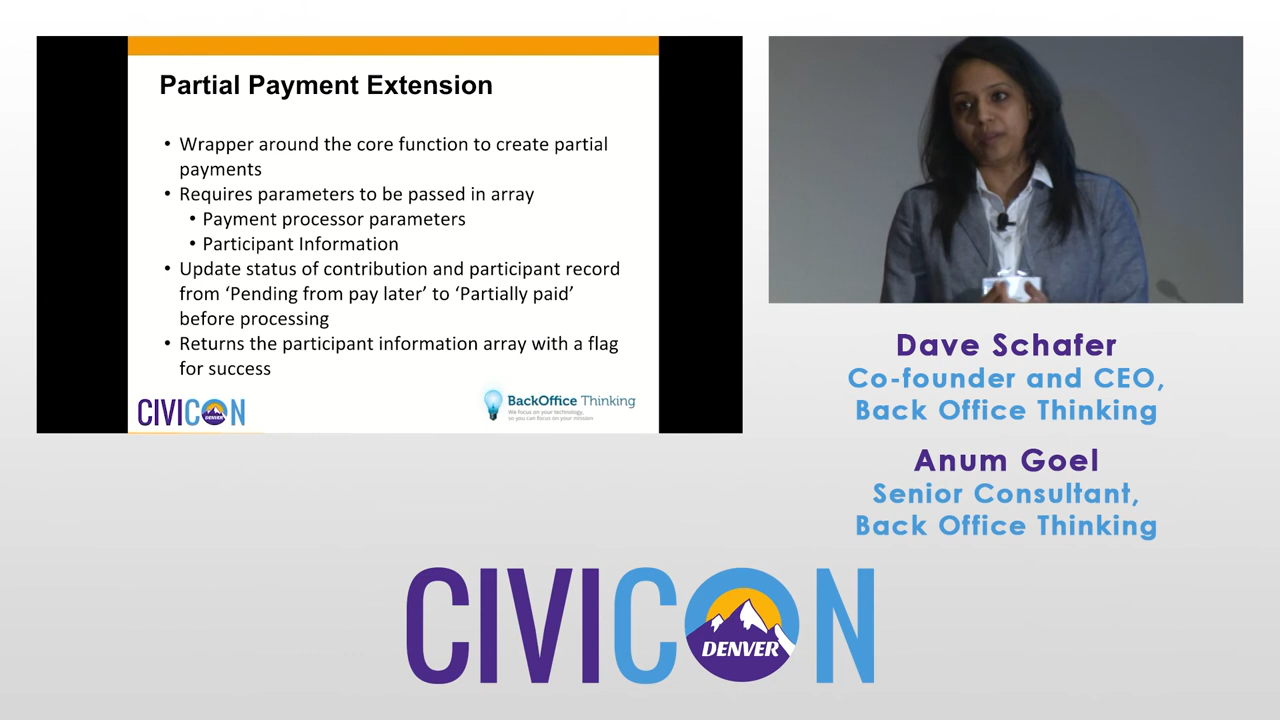 Partial Payment Extension
• Wrapper around the core function to create partial
payments
• Requires parameters to be passed in array
• Payment processor parameters
• Participant Information
• Update status of contribution and participant record
from ‘Pending from pay later’ to ‘Partially paid’
before processing
• Returns the participant information array with a flag
for success
CIVICON
DENVER
BackOffice Thinking
We focus on your technology,
so you can focus on your mission
Dave Schafer
Co-founder and CEO,
Back Office Thinking
Anum Goel
Senior Consultant,
Back Office Thinking
CIVICON
DENVER